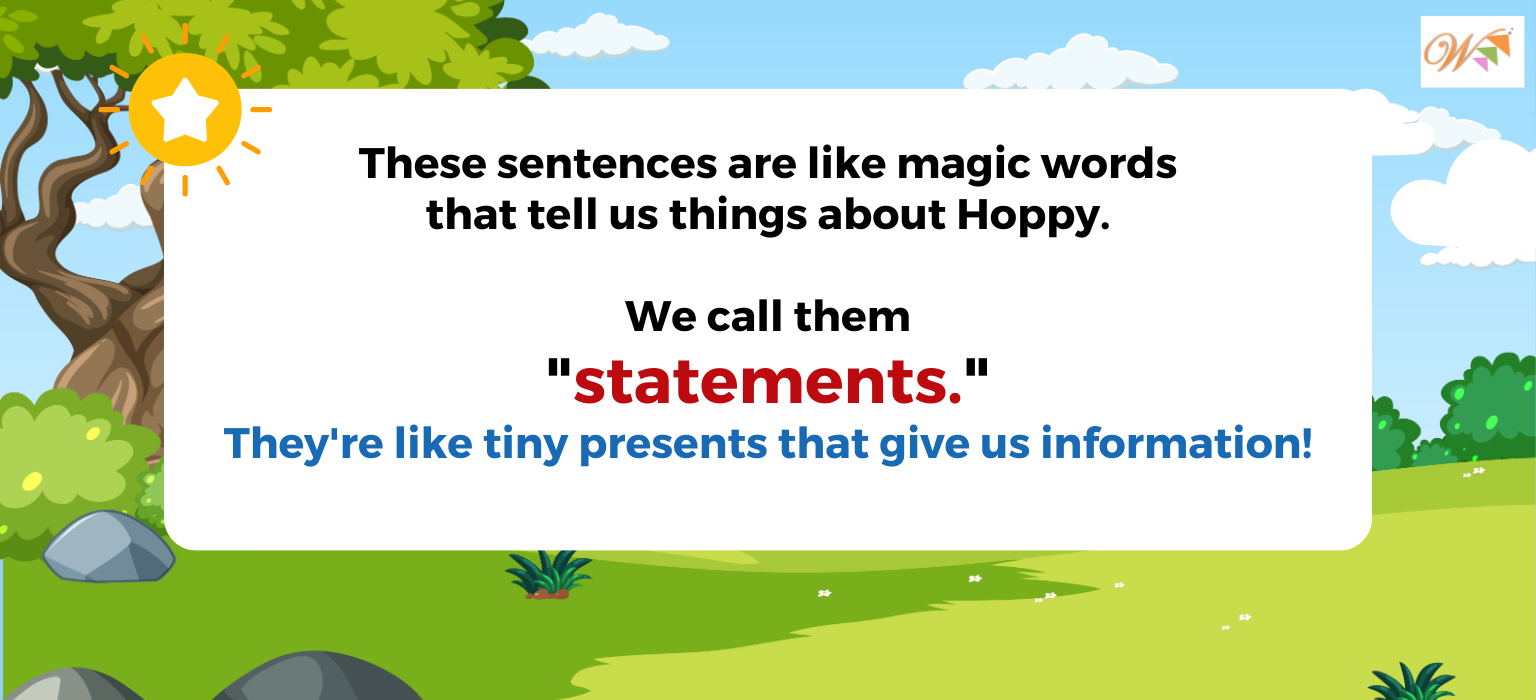 W
These sentences are like magic words
that tell us things about Hoppy.
We call them
"statements."
They're like tiny presents that give us information!